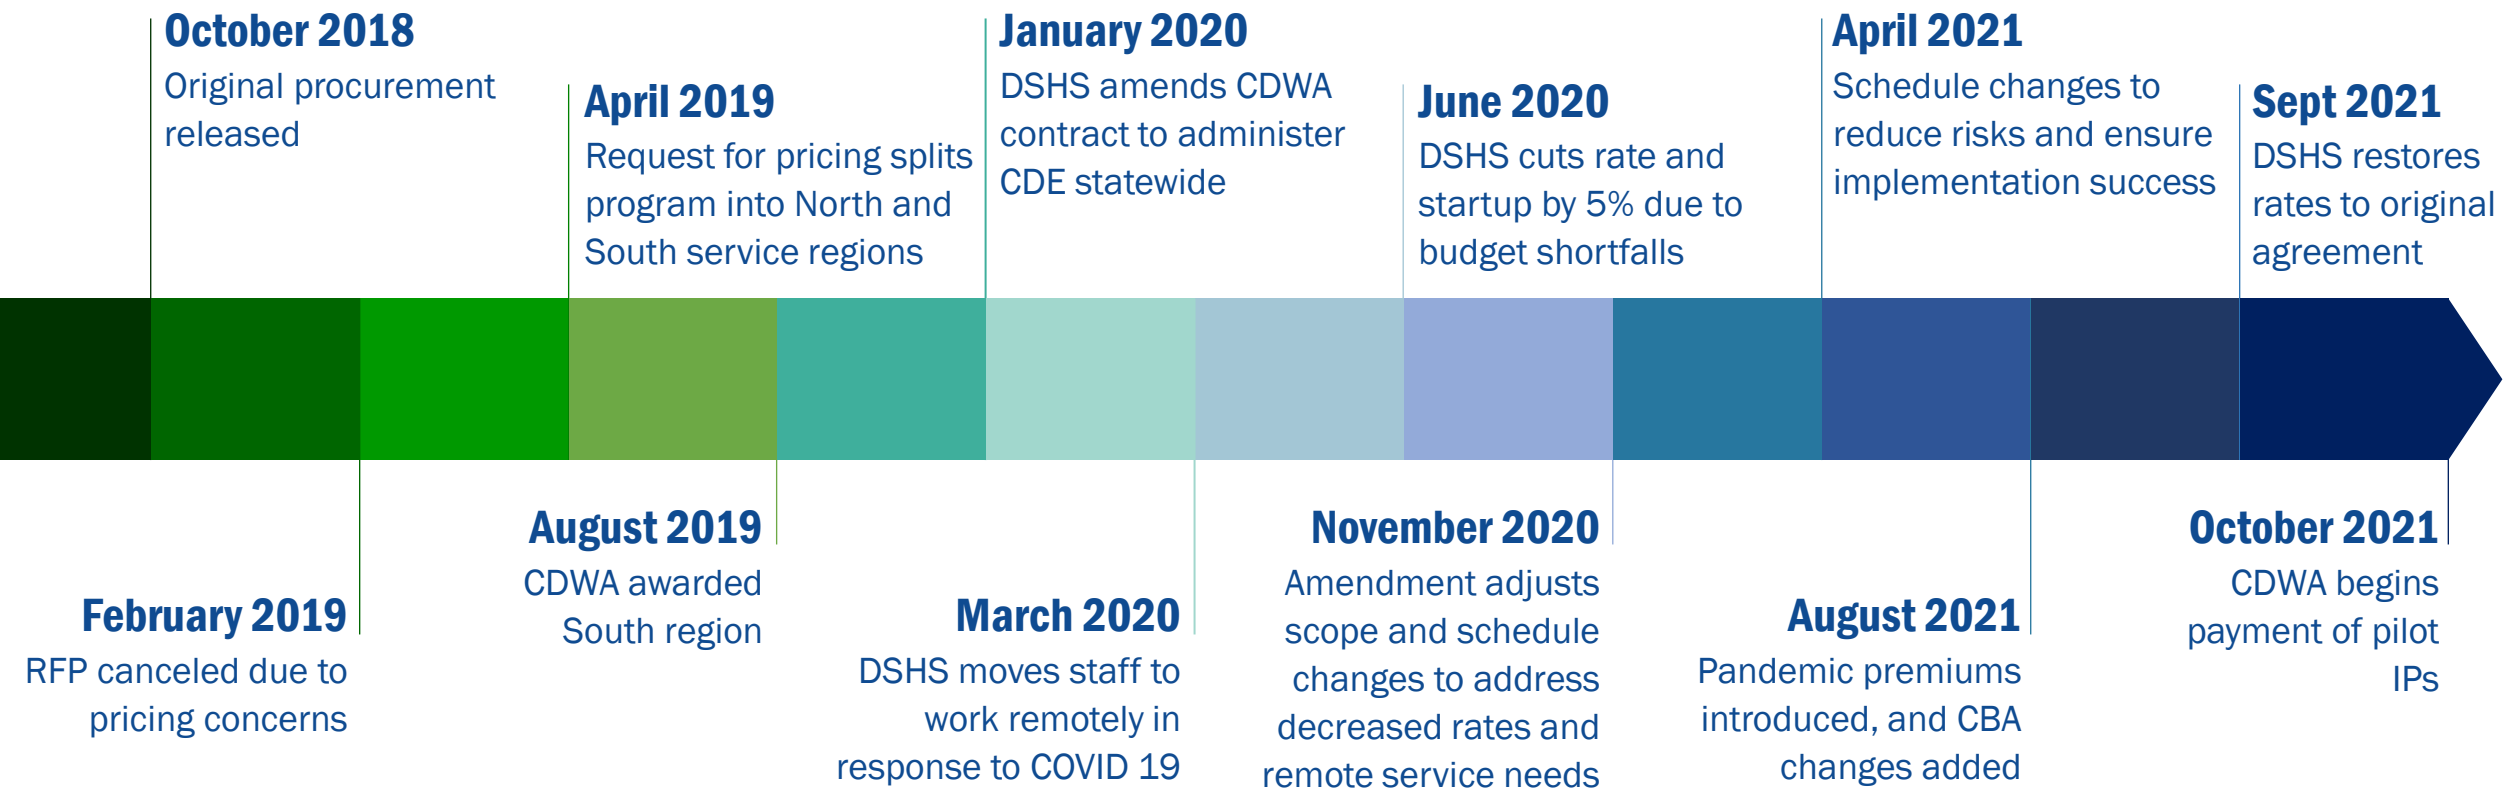 October 2018
Original procurement
released
February 2019
RFP canceled due to
pricing concerns
April 2019
Request for pricing splits
program into North and
South service regions
August 2019
CDWA awarded
South region
January 2020
DSHS amends CDWA
contract to administer
CDE statewide
March 2020
DSHS moves staff to
work remotely in
response to COVID 19
June 2020
DSHS cuts rate and
startup by 5% due to
budget shortfalls
November 2020
Amendment adjusts
scope and schedule
changes to address
decreased rates and
remote service needs
April 2021
Schedule changes to
reduce risks and ensure
implementation success
August 2021
Pandemic premiums
introduced, and CBA
changes added
Sept 2021
DSHS restores
rates to original
agreement
October 2021
CDWA begins
payment of pilot
IPs